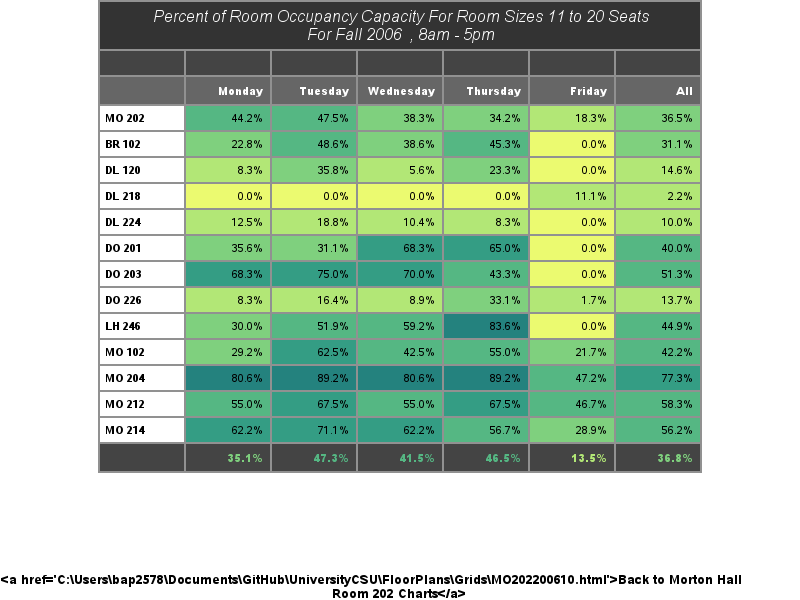 Percent of Room Occupancy Capacity For Room Sizes 11 to 20 Seats
For Fall 2006 , 8am - 5pm
Monday Tuesday Wednesday Thursday Friday All
MO 202 44.2% 47.5% 38.3% 34.2% 18.3% 36.5%
BR 102 22.8% 48.6% 38.6% 45.3% 0.0% 31.1%
DL 120 8.3% 35.8% 5.6% 23.3% 0.0% 14.6%
DL 218 0.0% 0.0% 0.0% 0.0% 11.1% 2.2%
DL 224 12.5% 18.8% 10.4% 8.3% 0.0% 10.0%
DO 201 35.6% 31.1% 68.3% 65.0% 0.0% 40.0%
DO 203 68.3% 75.0% 70.0% 43.3% 0.0% 51.3%
DO 226 8.3% 16.4% 8.9% 33.1% 1.7% 13.7%
LH 246 30.0% 51.9% 59.2% 83.6% 0.0% 44.9%
MO 102 29.2% 62.5% 42.5% 55.0% 21.7% 42.2%
MO 204 80.6% 89.2% 80.6% 89.2% 47.2% 77.3%
MO 212 55.0% 67.5% 55.0% 67.5% 46.7% 58.3%
MO 214 62.2% 71.1% 62.2% 56.7% 28.9% 56.2%
35.1% 47.3% 41.5% 46.5% 13.5% 36.8%
<a href='C:\Users\bap2578\Documents\GitHub\UniversityCSU\FloorPlans\Grids\MO202200610.html'>Back to Morton Hall
Room 202 Charts</a>